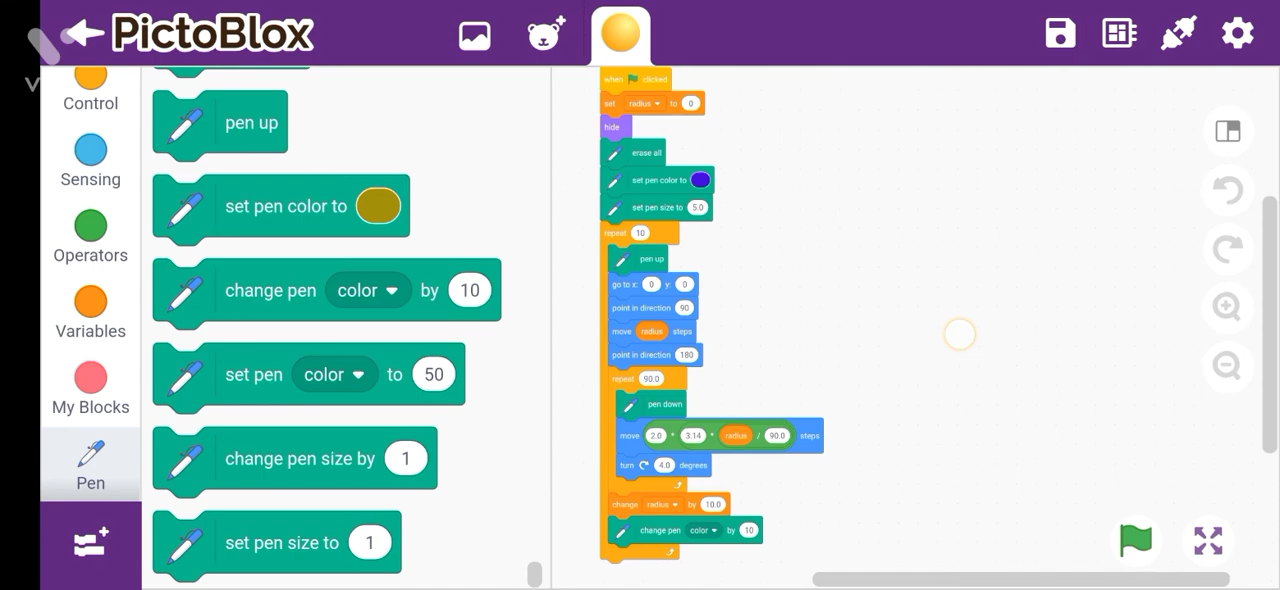 PictoBlox
V
Control
Sensing
Operators
Variables
My Blocks
Pen
pen up
set pen color to
change pen color by 10
set pen color to 50
change pen size by 1
set pen size to 1
when clicked
set radius to 0
hide
erase all
set pen color to
set pen size to 5.0
repeat 10
pen up
go to x: 0 y: 0
point in direction 90
move radius steps
point in direction 180
repeat 90.0
pen down
move 2.0 * 3.14 * radius / 90.0 steps
turn 4.0 degrees
change radius by 10.0
change pen color by 10